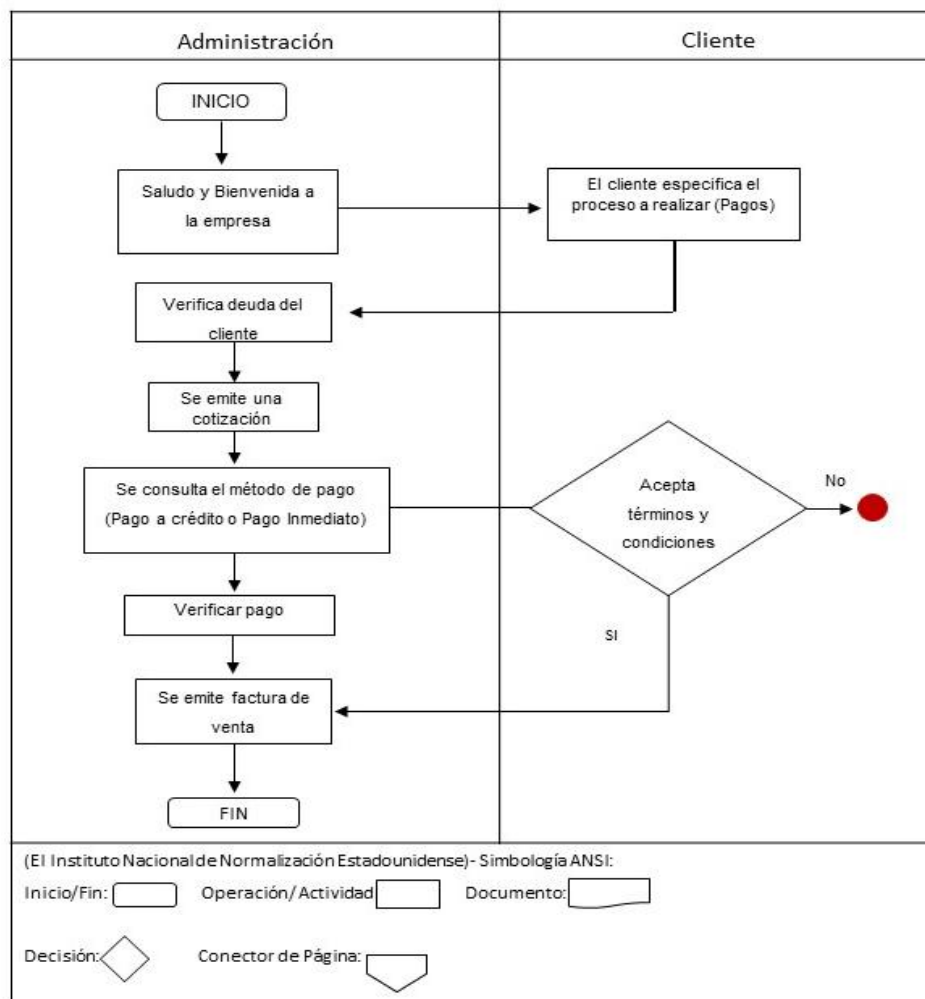 Administración
Cliente
INICIO
Saludo y Bienvenida a
la empresa
El cliente especifica el
proceso a realizar (Pagos)
Verifica deuda del
cliente
Se emite una
cotización
Se consulta el método de pago
(Pago a crédito o Pago Inmediato)
Acepta
términos y
condiciones
No
Verificar pago
SI
Se emite factura de
venta
FIN
(El Instituto Nacional de Normalización Estadounidense)- Simbología ANSI:
Inicio/Fin: Operación/Actividad Documento:
Decisión: Conector de Página: